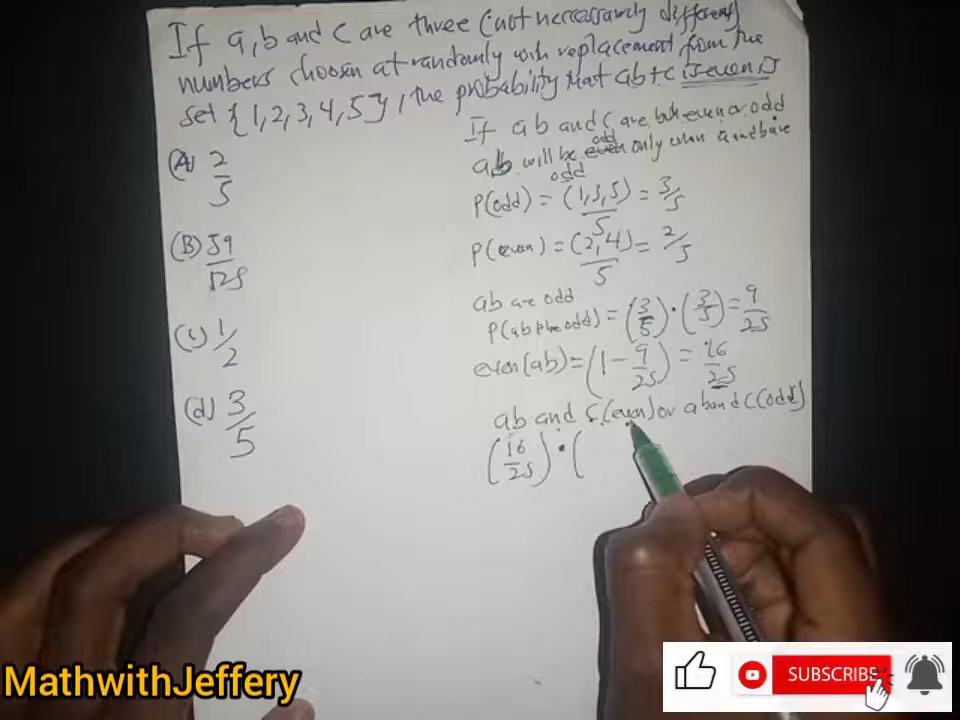 If a, b and c are three (not necessarily different)
numbers choosen at randomly with replacement from the
set {1,2,3,4,5}, the probability that ab+c is even is
(A) 2/5
(B) 59/125
(c) 1/2
(d) 3/5
If ab and c are both even or odd
a,b will be even odd only when a and b are
odd
P(odd) = (1,3,5)/5 = 3/5
P(even) = (2,4)/5 = 2/5
ab are odd
P(ab odd) = (3/5) · (3/5) = 9/25
even(ab) = (1 - 9/25) = 16/25
ab and c (even) or ab and c (odd)
(16/25) · (
MathwithJeffery
SUBSCRIBE